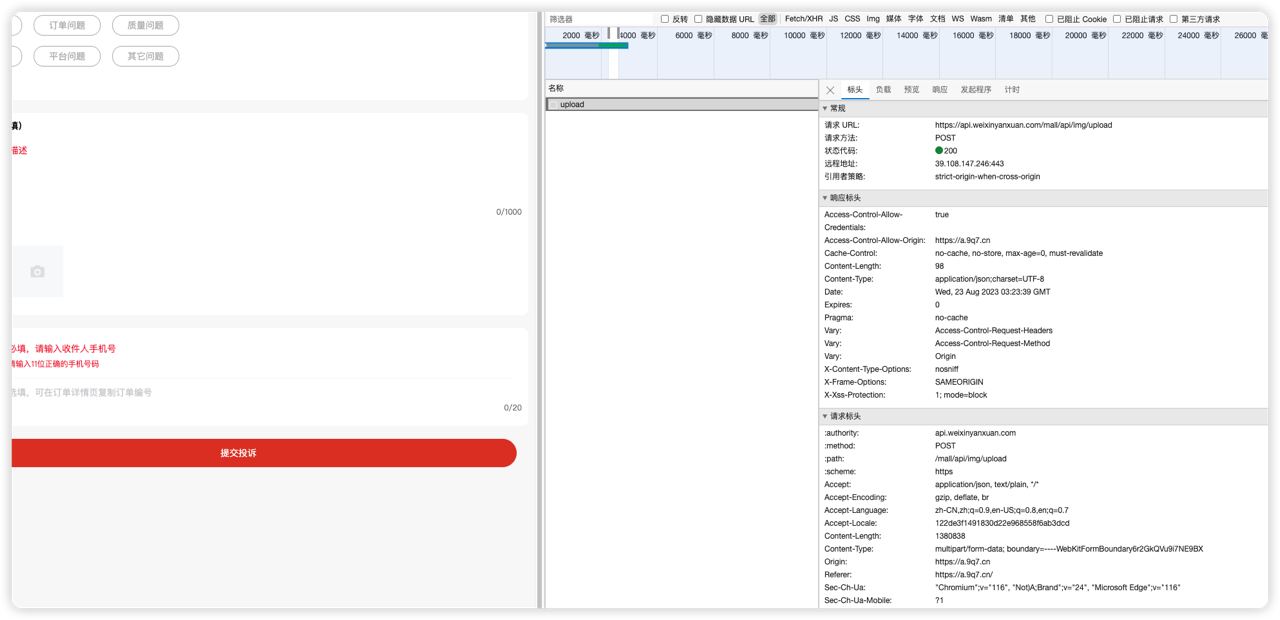 订单问题
质量问题
平台问题
其它问题
填)
描述
0/1000
必填，请输入收件人手机号
请输入11位正确的手机号码
选填，可在订单详情页复制订单编号
0/20
提交投诉
筛选器
反转 隐藏数据 URL 全部 Fetch/XHR JS CSS Img 媒体 字体 文档 WS Wasm 清单 其他 已阻止 Cookie 已阻止请求 第三方请求
2000 毫秒 4000 毫秒 6000 毫秒 8000 毫秒 10000 毫秒 12000 毫秒 14000 毫秒 16000 毫秒 18000 毫秒 20000 毫秒 22000 毫秒 24000 毫秒 26000 毫
名称
upload
标头 负载 预览 响应 发起程序 计时
常规
请求 URL: https://api.weixinyanxuan.com/mall/api/img/upload
请求方法: POST
状态代码: 200
远程地址: 39.108.147.246:443
引用者策略: strict-origin-when-cross-origin
响应标头
Access-Control-Allow- true
Credentials:
Access-Control-Allow-Origin: https://a.9q7.cn
Cache-Control: no-cache, no-store, max-age=0, must-revalidate
Content-Length: 98
Content-Type: application/json;charset=UTF-8
Date: Wed, 23 Aug 2023 03:23:39 GMT
Expires: 0
Pragma: no-cache
Vary: Access-Control-Request-Headers
Vary: Access-Control-Request-Method
Vary: Origin
X-Content-Type-Options: nosniff
X-Frame-Options: SAMEORIGIN
X-Xss-Protection: 1; mode=block
请求标头
:authority: api.weixinyanxuan.com
:method: POST
:path: /mall/api/img/upload
:scheme: https
Accept: application/json, text/plain, */*
Accept-Encoding: gzip, deflate, br
Accept-Language: zh-CN,zh;q=0.9,en-US;q=0.8,en;q=0.7
Accept-Locale: 122de3f1491830d22e968558f6ab3dcd
Content-Length: 1380838
Content-Type: multipart/form-data; boundary=----WebKitFormBoundary6r2GkQVu9i7NE9BX
Origin: https://a.9q7.cn
Referer: https://a.9q7.cn/
Sec-Ch-Ua: "Chromium";v="116", "Not)A;Brand";v="24", "Microsoft Edge";v="116"
Sec-Ch-Ua-Mobile: ?1